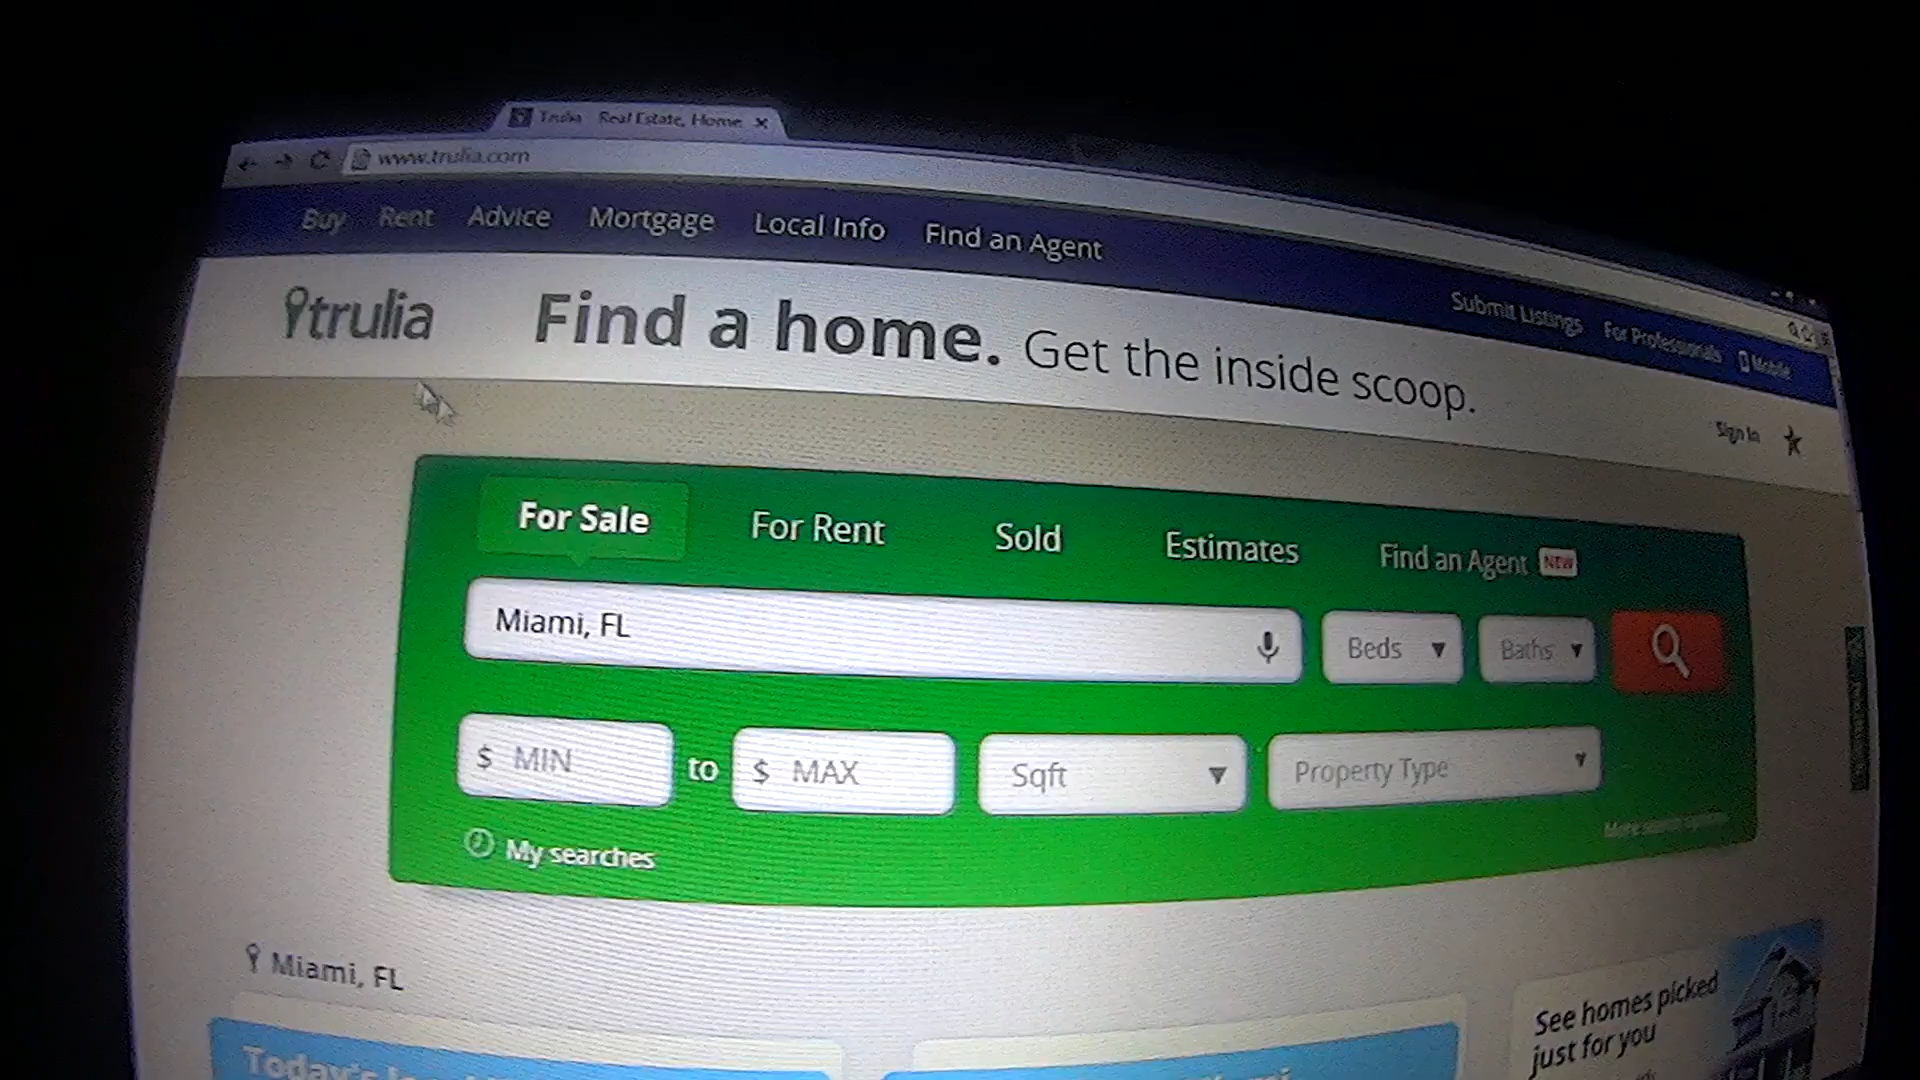 Trulia Real Estate, Home
www.trulia.com
Buy Rent Advice Mortgage Local Info Find an Agent
Submit Listings For Professionals Mobile
trulia Find a home. Get the inside scoop.
Sign In
For Sale For Rent Sold Estimates Find an Agent NEW
Miami, FL Beds Baths
$ MIN to $ MAX Sqft Property Type
My searches
Miami, FL
See homes picked
just for you
Today's